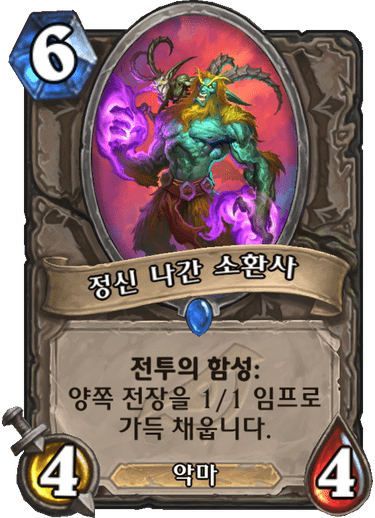 6
정신 나간 소환사
전투의 함성:
양쪽 전장을 1/1 임프로
가득 채웁니다.
4
악마
4